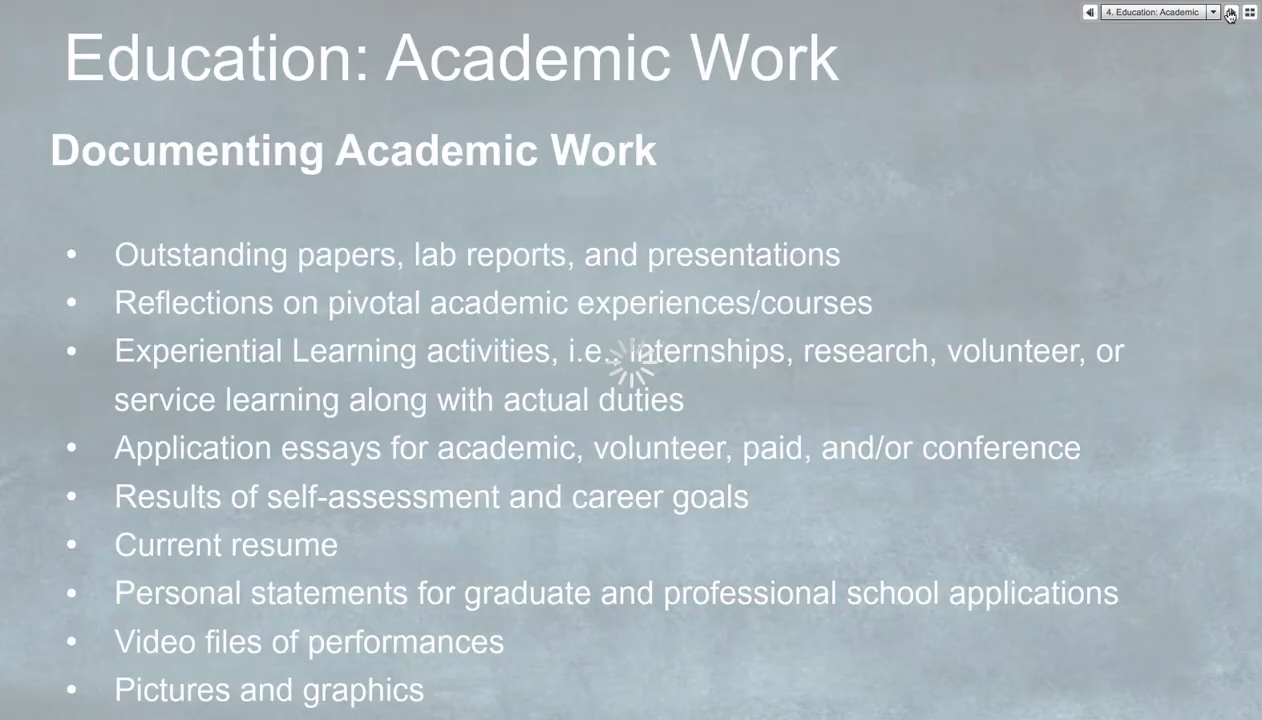 4. Education: Academic
Education: Academic Work
Documenting Academic Work
• Outstanding papers, lab reports, and presentations
• Reflections on pivotal academic experiences/courses
• Experiential Learning activities, i.e., internships, research, volunteer, or
service learning along with actual duties
• Application essays for academic, volunteer, paid, and/or conference
• Results of self-assessment and career goals
• Current resume
• Personal statements for graduate and professional school applications
• Video files of performances
• Pictures and graphics